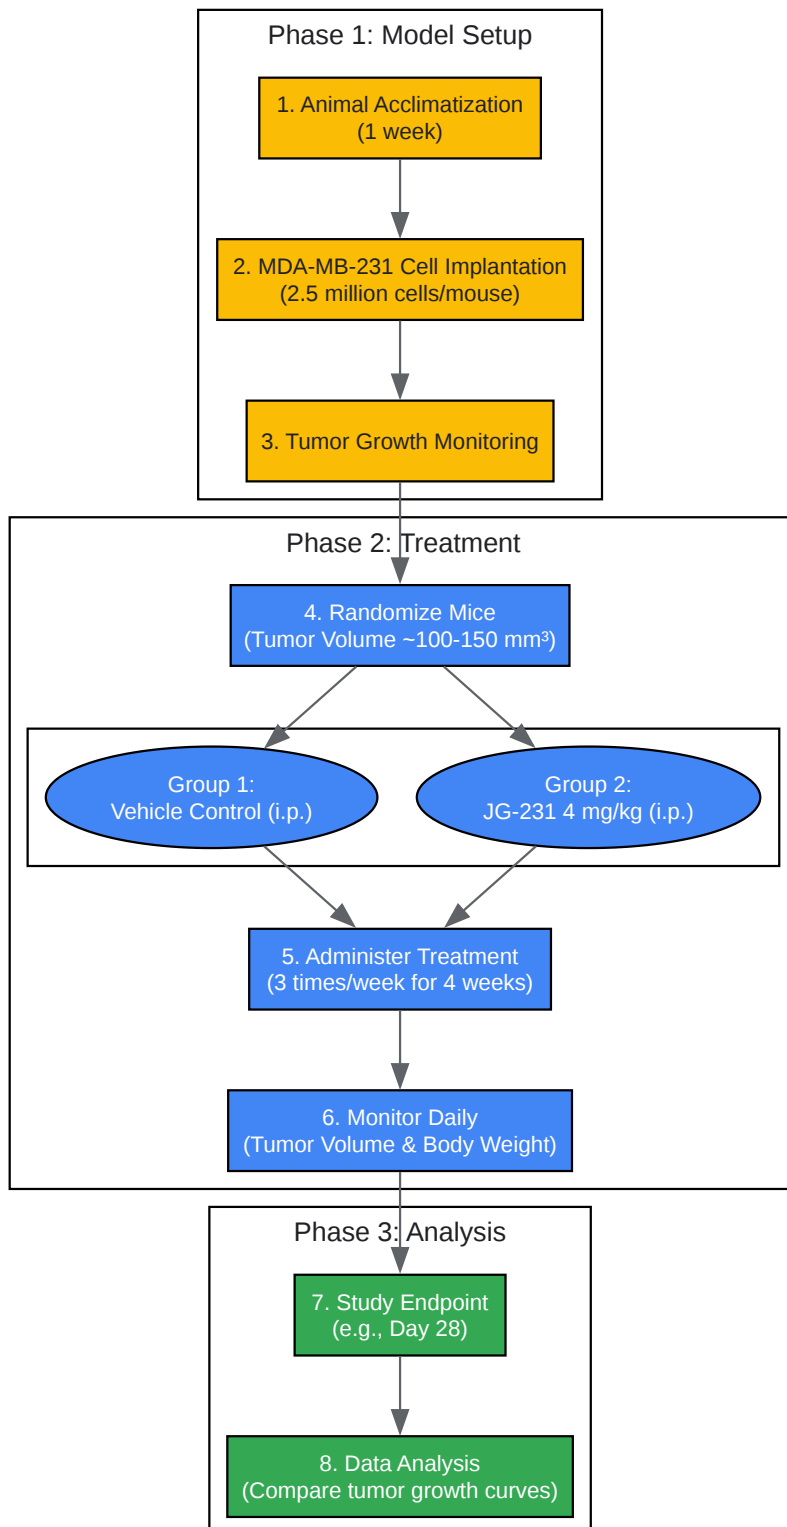 Phase 1: Model Setup
1. Animal Acclimatization
(1 week)
2. MDA-MB-231 Cell Implantation
(2.5 million cells/mouse)
3. Tumor Growth Monitoring
Phase 2: Treatment
4. Randomize Mice
(Tumor Volume ~100-150 mm³)
Group 1:
Vehicle Control (i.p.)
Group 2:
JG-231 4 mg/kg (i.p.)
5. Administer Treatment
(3 times/week for 4 weeks)
6. Monitor Daily
(Tumor Volume & Body Weight)
Phase 3: Analysis
7. Study Endpoint
(e.g., Day 28)
8. Data Analysis
(Compare tumor growth curves)